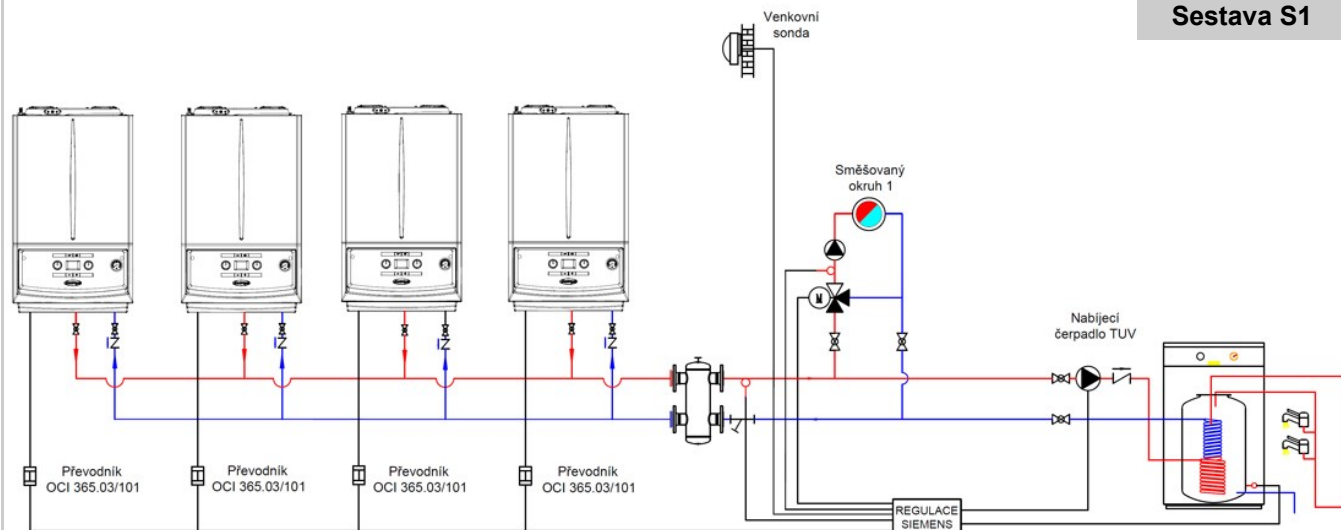 Sestava S1
Venkovní
sonda
Směšovaný
okruh 1
M
Nabíjecí
čerpadlo TUV
Převodník
OCI 365.03/101
Převodník
OCI 365.03/101
Převodník
OCI 365.03/101
Převodník
OCI 365.03/101
REGULACE
SIEMENS